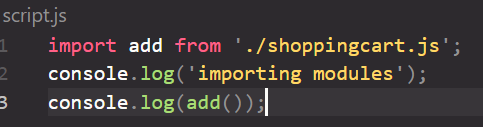 script.js
1 import add from './shoppingcart.js';
2 console.log('importing modules');
3 console.log(add());